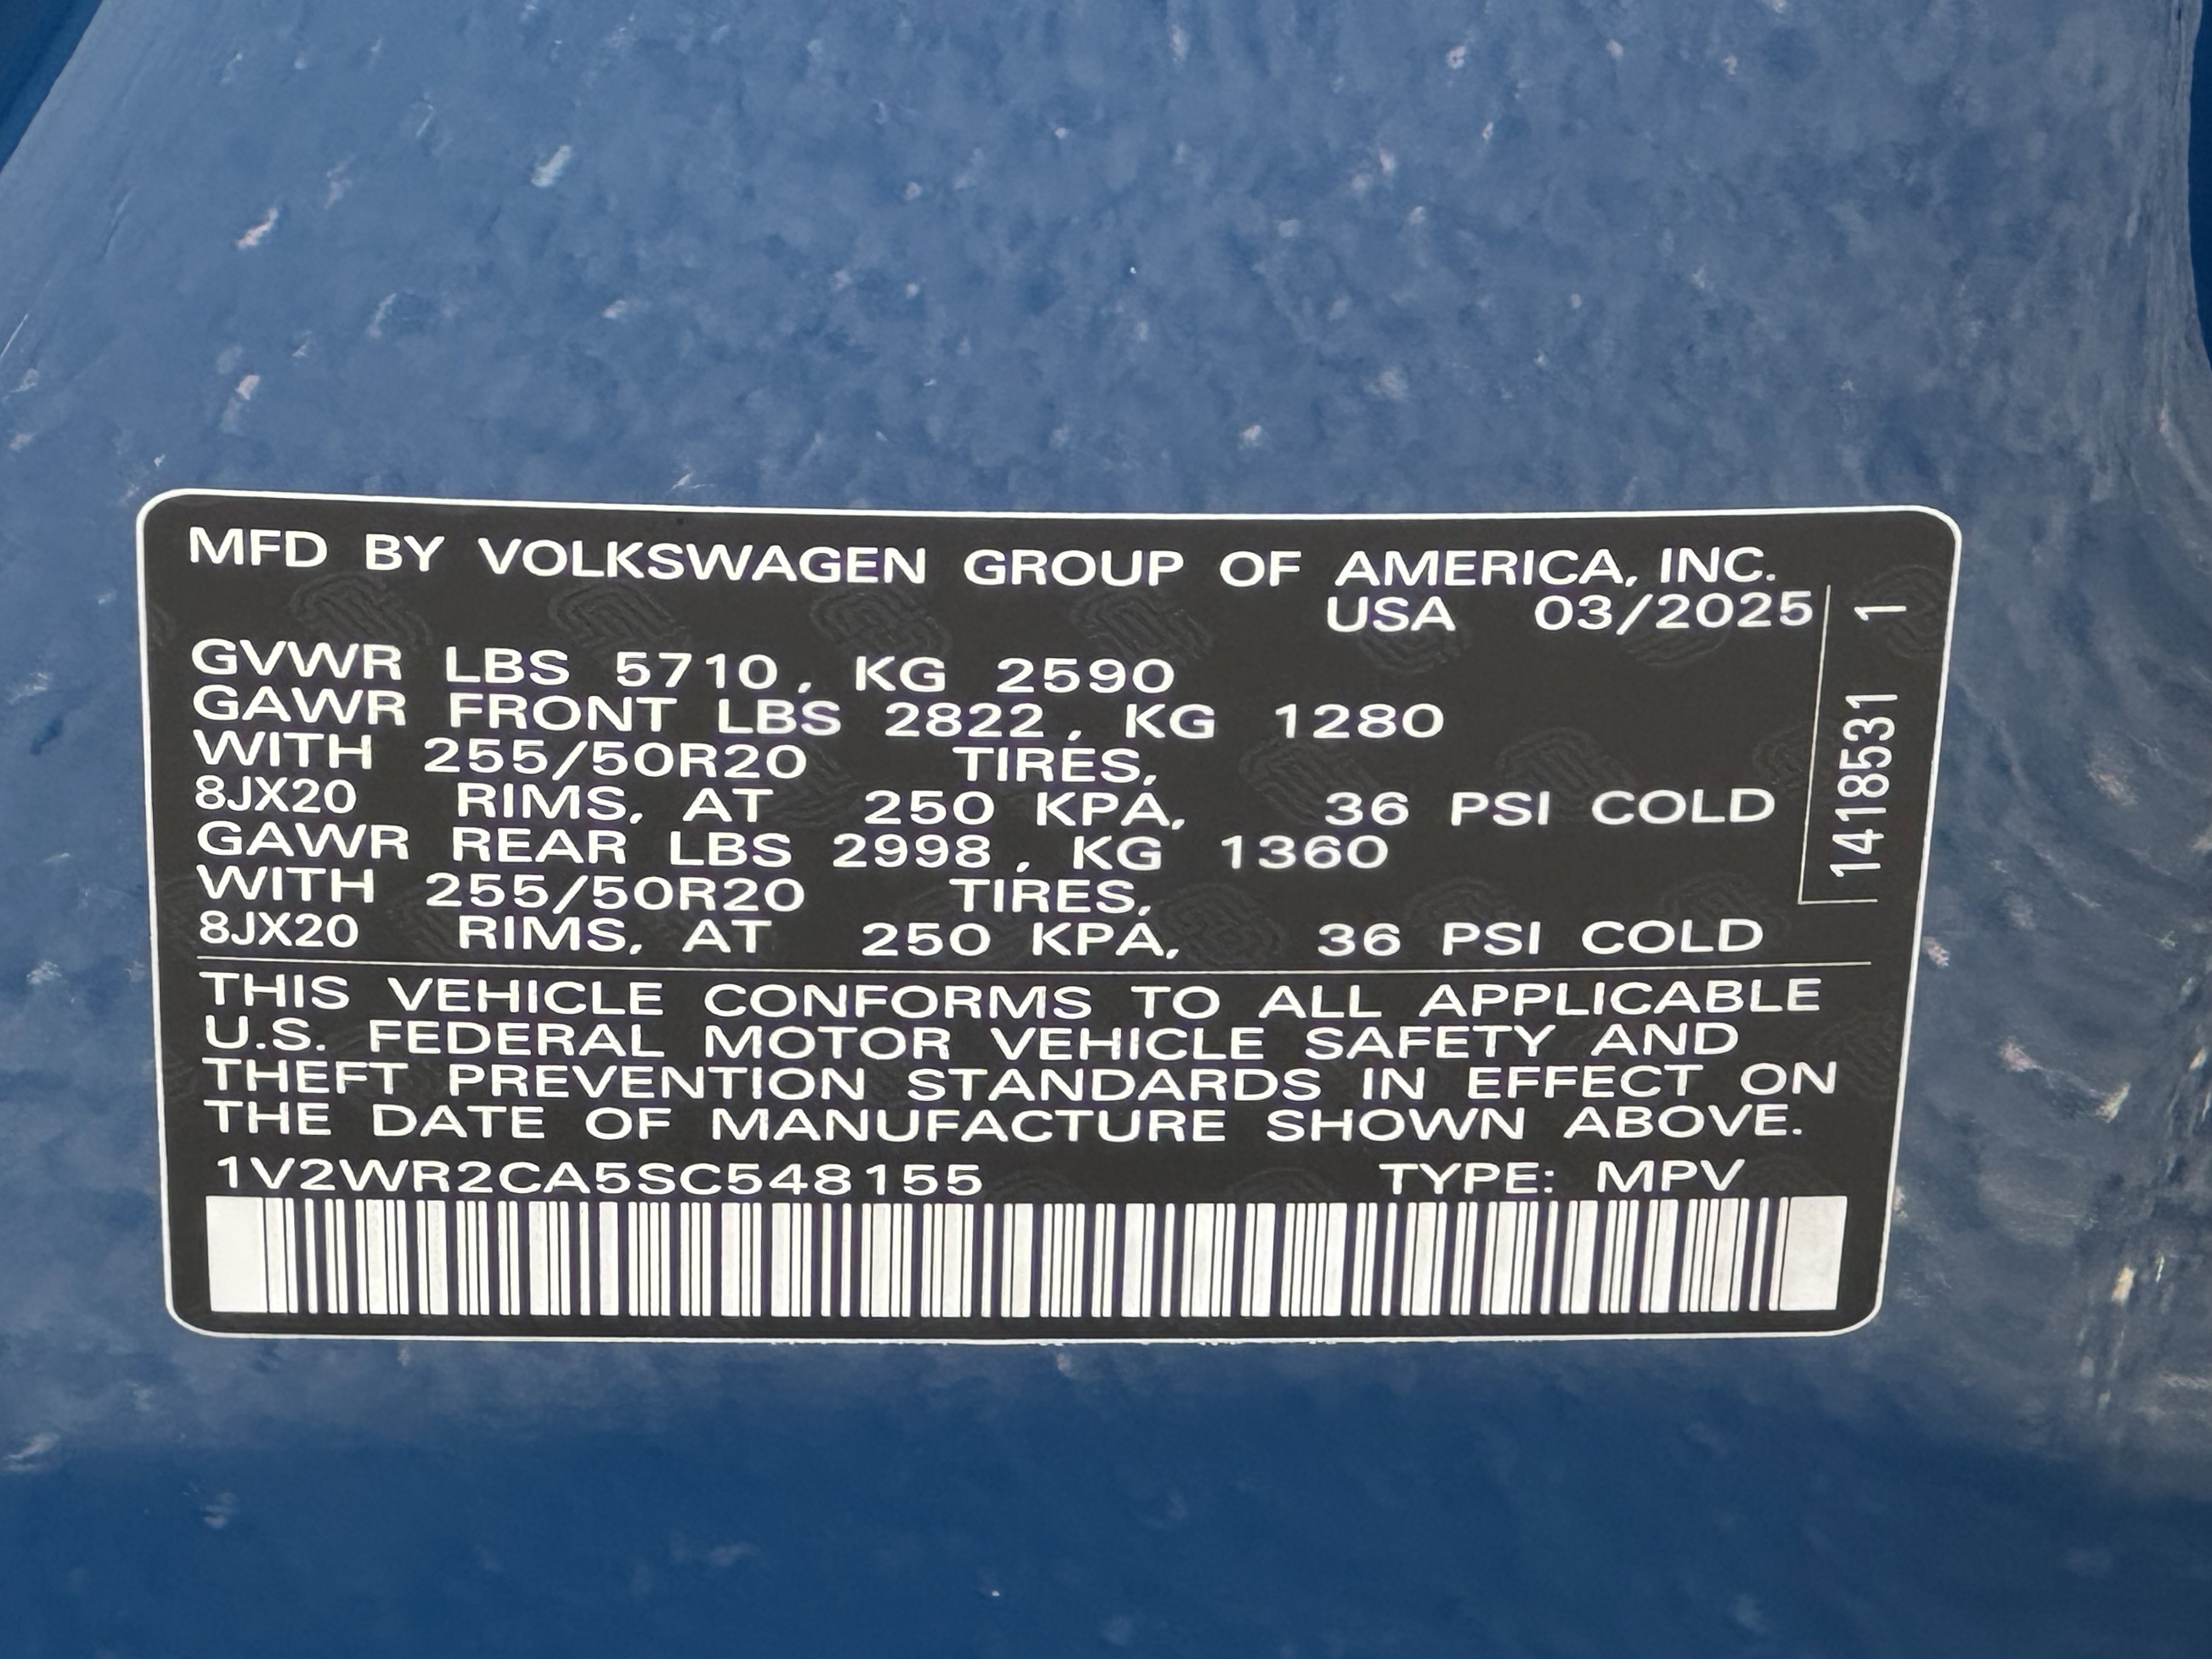 MFD BY VOLKSWAGEN GROUP OF AMERICA, INC.
USA 03/2025
GVWR LBS 5710, KG 2590
GAWR FRONT LBS 2822, KG 1280
WITH 255/50R20 TIRES,
8JX20 RIMS, AT 250 KPA, 36 PSI COLD
GAWR REAR LBS 2998, KG 1360
WITH 255/50R20 TIRES,
8JX20 RIMS, AT 250 KPA, 36 PSI COLD
1418531 1
THIS VEHICLE CONFORMS TO ALL APPLICABLE
U.S. FEDERAL MOTOR VEHICLE SAFETY AND
THEFT PREVENTION STANDARDS IN EFFECT ON
THE DATE OF MANUFACTURE SHOWN ABOVE.
1V2WR2CA5SC548155 TYPE: MPV